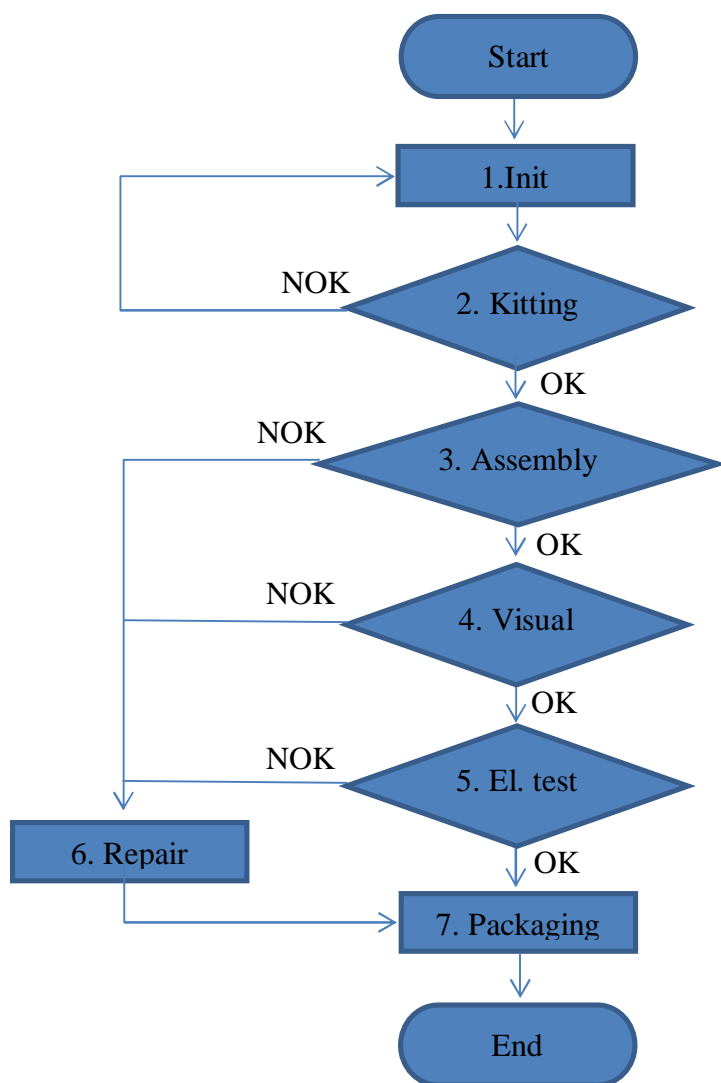 Start
1.Init
NOK
2. Kitting
OK
NOK
3. Assembly
OK
NOK
4. Visual
OK
NOK
5. El. test
6. Repair
OK
7. Packaging
End